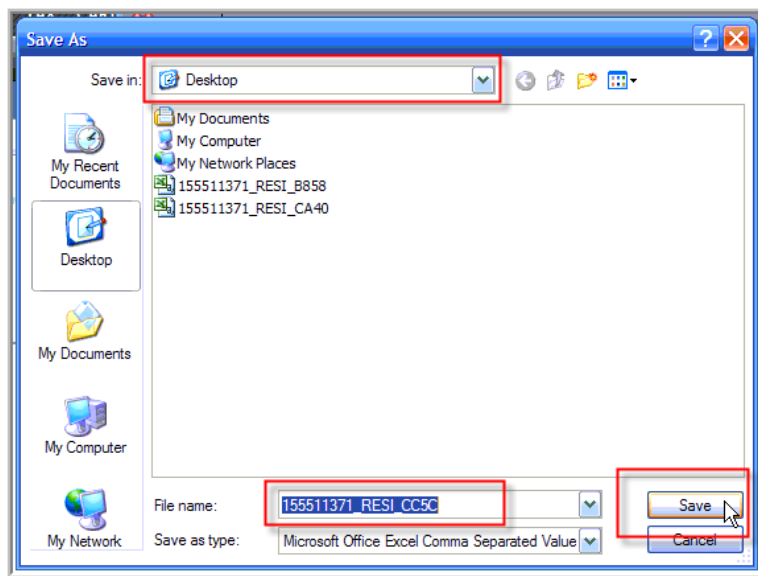 Save As
Save in:
Desktop
My Documents
My Computer
My Network Places
155511371_RESI_B858
155511371_RESI_CA40
My Recent
Documents
Desktop
My Documents
My Computer
My Network
File name:
155511371_RESI_CC5C
Save
Save as type:
Microsoft Office Excel Comma Separated Value
Cancel